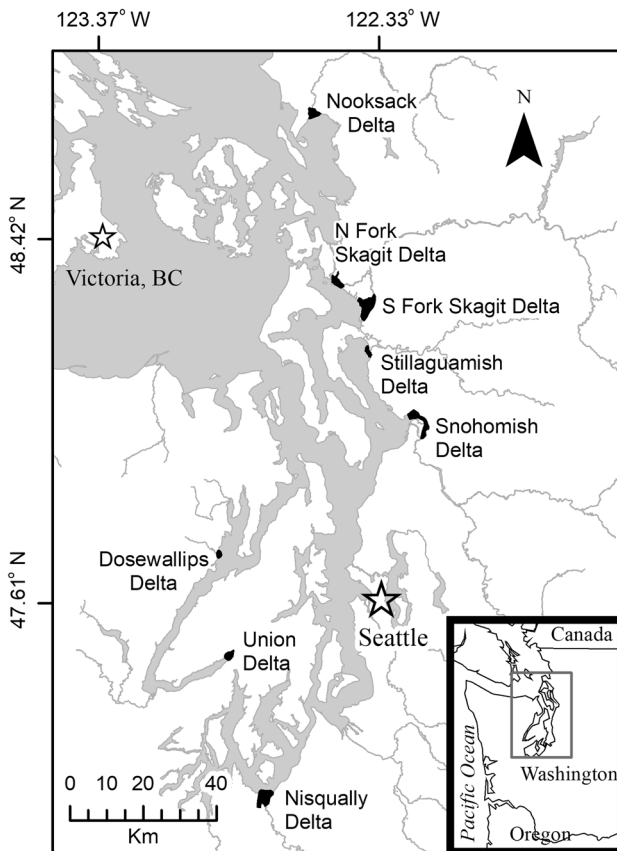 123.37° W
122.33° W
Nooksack
Delta
N
48.42° N
N Fork
Skagit Delta
Victoria, BC
S Fork Skagit Delta
Stillaguamish
Delta
Snohomish
Delta
Dosewallips
Delta
47.61° N
Seattle
Union
Delta
Canada
Pacific Ocean
Washington
Oregon
0 10 20 40
Km
Nisqually
Delta